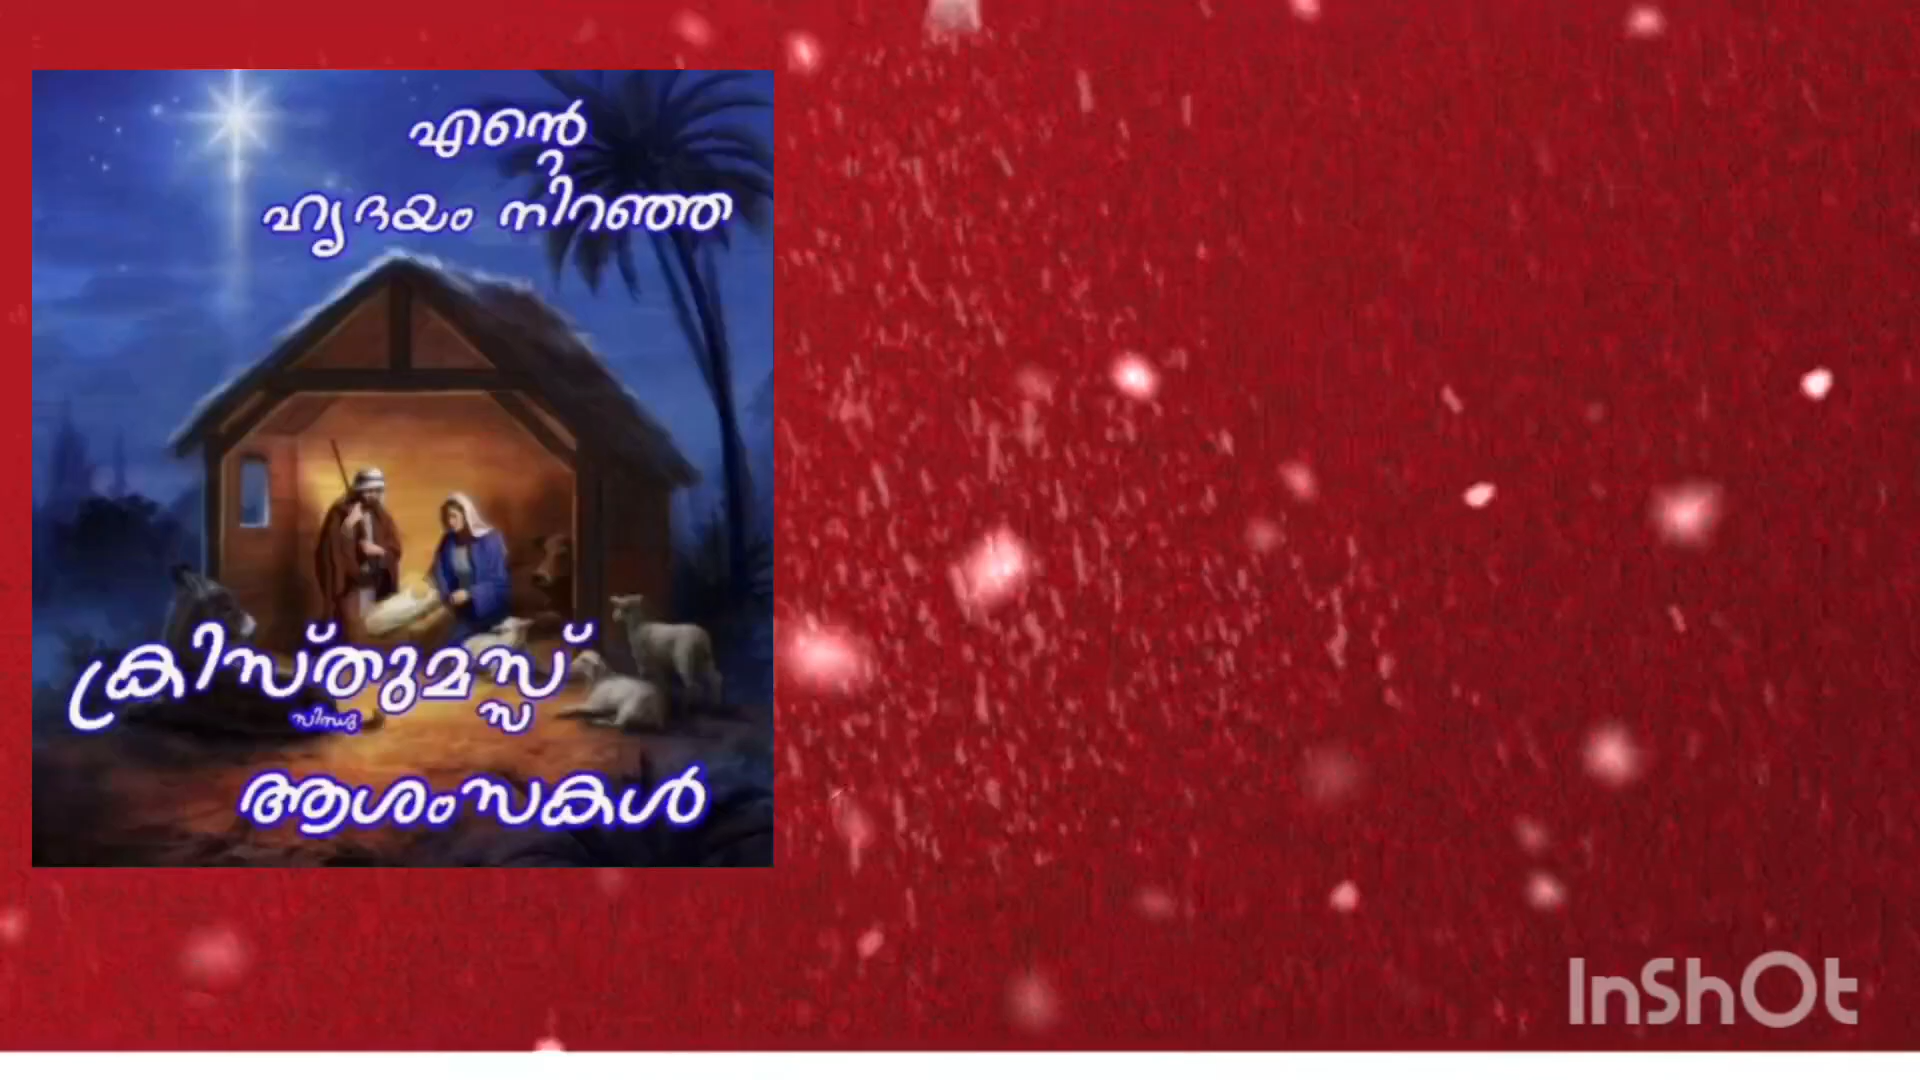 എന്റെ
ഹൃദയം നിറഞ്ഞ
ക്രിസ്തുമസ്സ്
സിന്ധു
ആശംസകൾ
InShOt